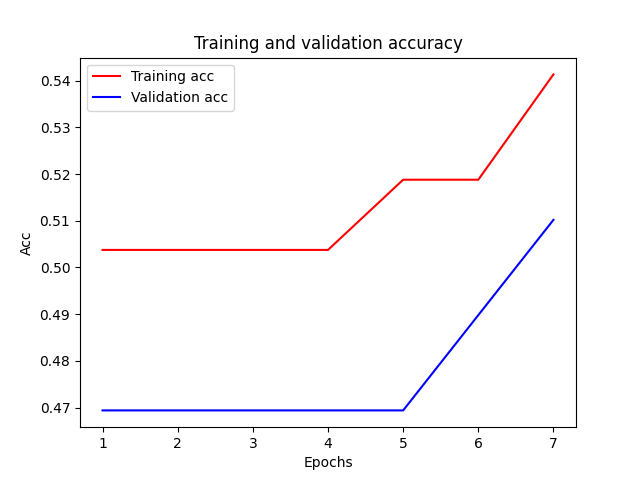 Training and validation accuracy
Training acc
Validation acc
0.54
0.53
0.52
0.51
0.50
0.49
0.48
0.47
Acc
1 2 3 4 5 6 7
Epochs